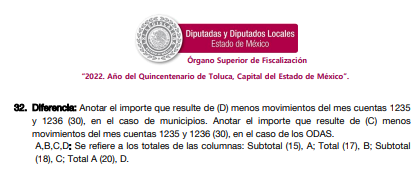 Diputadas y Diputados Locales
Estado de México
Órgano Superior de Fiscalización
"2022. Año del Quincentenario de Toluca, Capital del Estado de México".
32. Diferencia: Anotar el importe que resulte de (D) menos movimientos del mes cuentas 1235
y 1236 (30), en el caso de municipios. Anotar el importe que resulte de (C) menos
movimientos del mes cuentas 1235 y 1236 (30), en el caso de los ODAS.
A,B,C,D; Se refiere a los totales de las columnas: Subtotal (15), A; Total (17), B; Subtotal
(18), C; Total A (20), D.